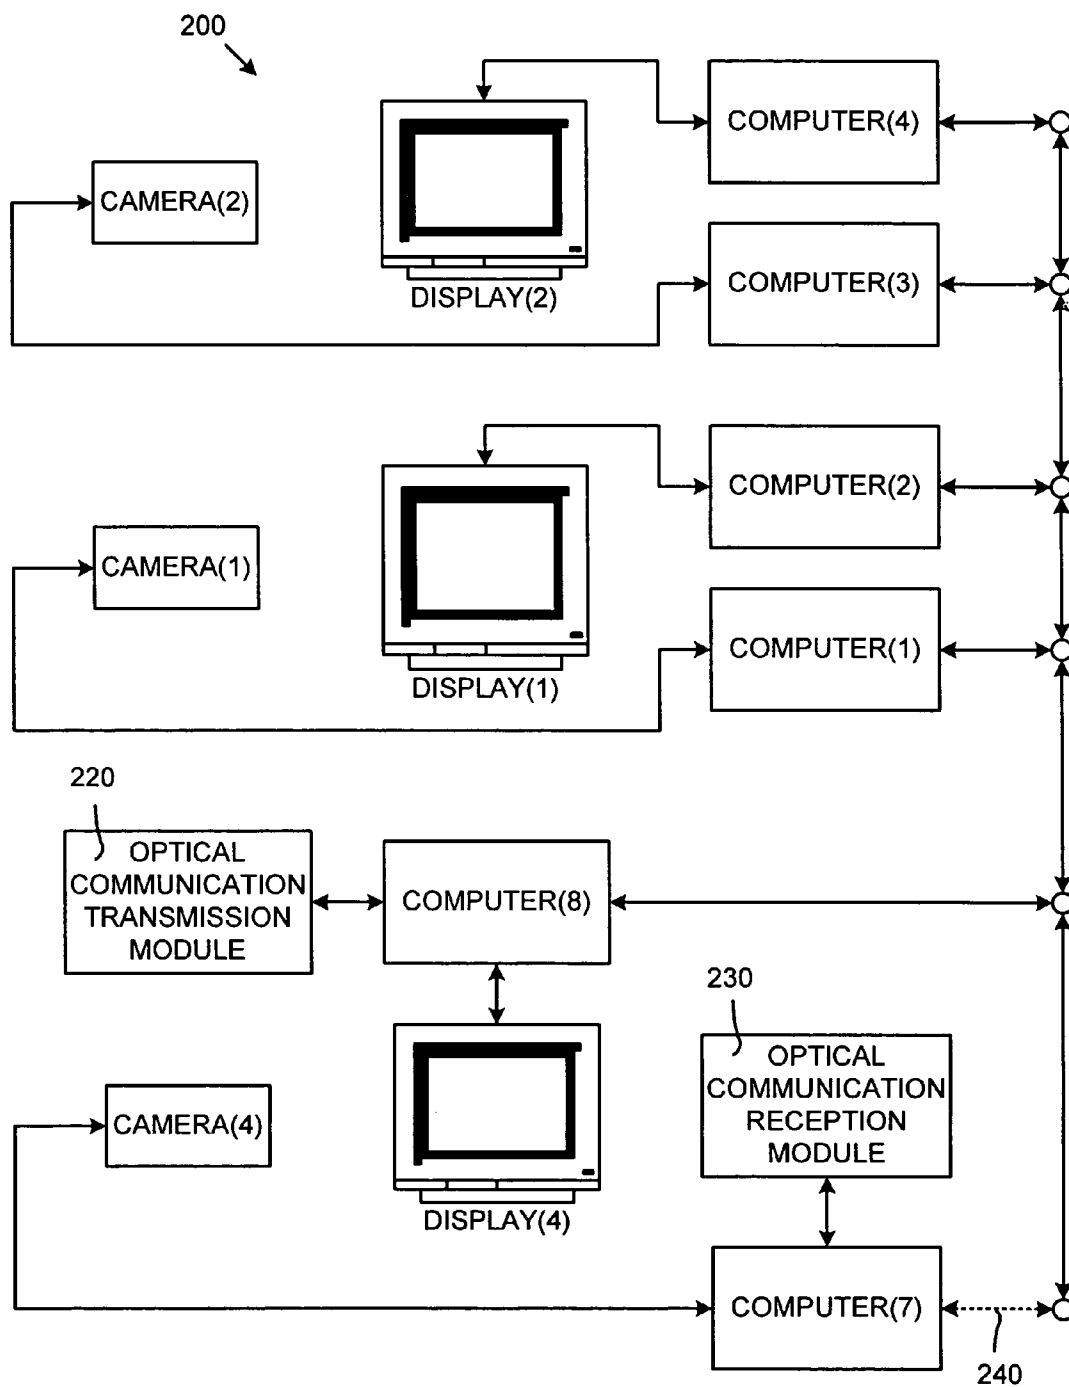 200
COMPUTER(4)
CAMERA(2)
DISPLAY(2)
COMPUTER(3)
COMPUTER(2)
CAMERA(1)
DISPLAY(1)
COMPUTER(1)
220
OPTICAL
COMMUNICATION
TRANSMISSION
MODULE
COMPUTER(8)
230
OPTICAL
COMMUNICATION
RECEPTION
MODULE
CAMERA(4)
DISPLAY(4)
COMPUTER(7)
240